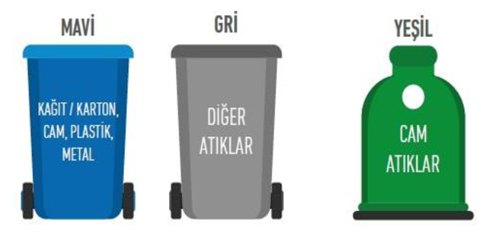 MAVİ
KAĞIT / KARTON,
CAM, PLASTİK,
METAL
GRİ
DİĞER
ATIKLAR
YEŞİL
CAM
ATIKLAR